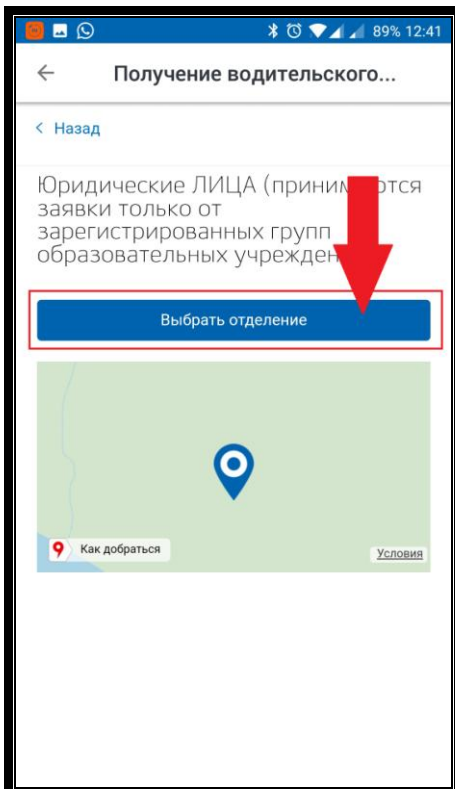 89% 12:41
Получение водительского...
Назад
Юридические ЛИЦА (приним
тся
заявки только от
зарегистрированных групп
образовательных
Выбрать отделение
Как добраться
Условия